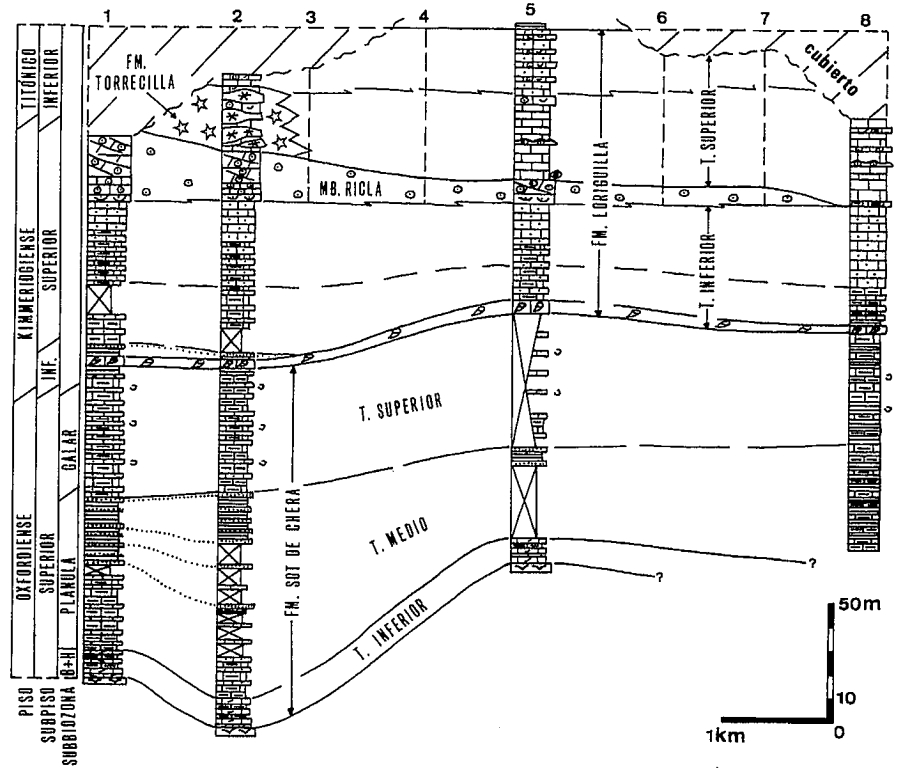 1 2 3 4 5 6 7 8
TITÓNICO
INFERIOR
KIMMERIDGIENSE
SUPERIOR
INF.
OXFORDIENSE
SUPERIOR
GALAR
PLANULA
B+HI
PISO
SUBPISO
SUBBIOZONA
FM.
TORRECILLA
MB. RICLA
FM. LORIGUILLA
T. SUPERIOR
cubierto
T. INFERIOR
T. SUPERIOR
FM. SOT DE CHERA
T. MEDIO
T. INFERIOR
?
?
50m
10
0
1km